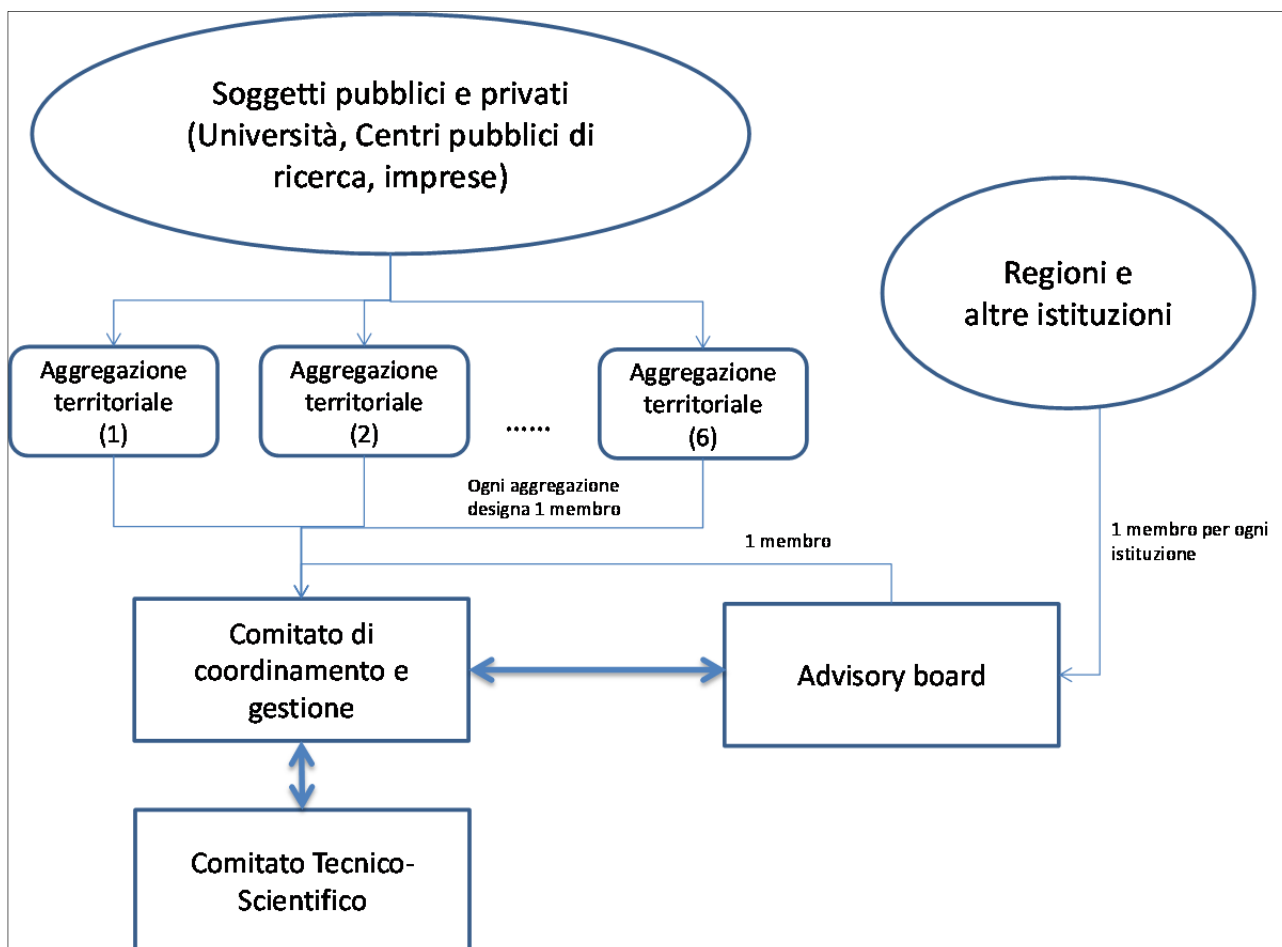 Soggetti pubblici e privati
(Università, Centri pubblici di
ricerca, imprese)
Regioni e
altre istituzioni
Aggregazione
territoriale
(1)
Aggregazione
territoriale
(2)
......
Aggregazione
territoriale
(6)
Ogni aggregazione
designa 1 membro
1 membro
1 membro per ogni
istituzione
Comitato di
coordinamento e
gestione
Advisory board
Comitato Tecnico-
Scientifico